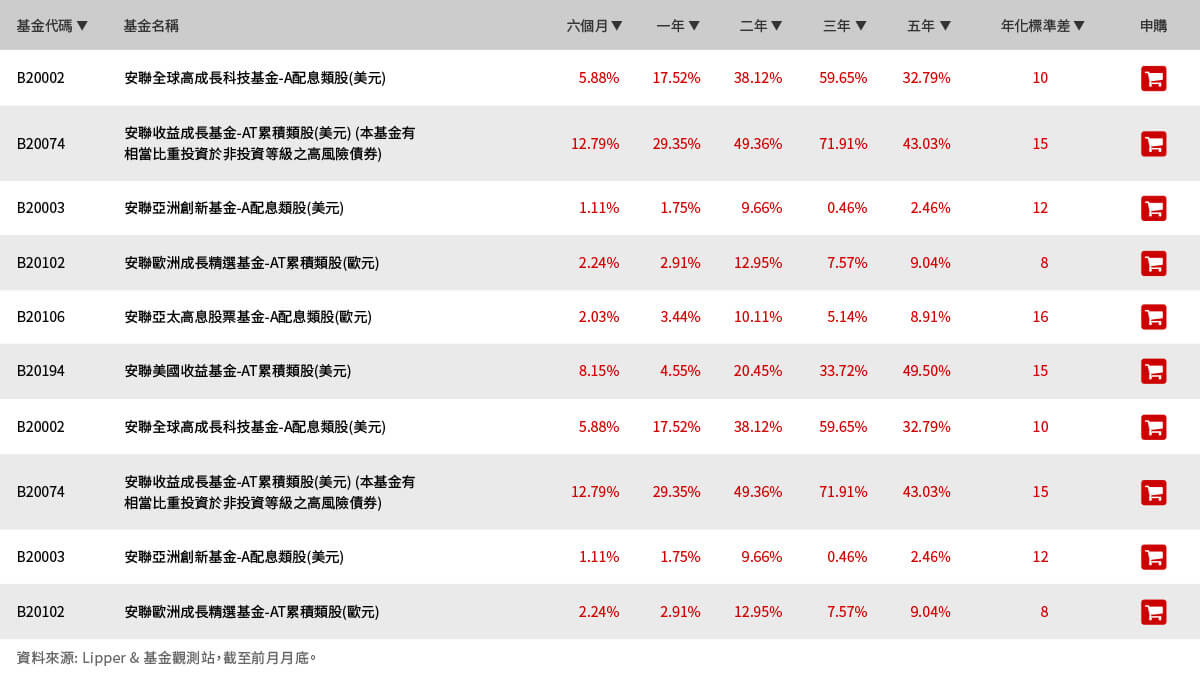 基金代碼 ▼ 基金名稱 六個月 ▼ 一年 ▼ 二年 ▼ 三年 ▼ 五年 ▼ 年化標準差 ▼ 申購
B20002 安聯全球高成長科技基金-A配息類股(美元) 5.88% 17.52% 38.12% 59.65% 32.79% 10
B20074 安聯收益成長基金-AT累積類股(美元) (本基金有
相當比重投資於非投資等級之高風險債券) 12.79% 29.35% 49.36% 71.91% 43.03% 15
B20003 安聯亞洲創新基金-A配息類股(美元) 1.11% 1.75% 9.66% 0.46% 2.46% 12
B20102 安聯歐洲成長精選基金-AT累積類股(歐元) 2.24% 2.91% 12.95% 7.57% 9.04% 8
B20106 安聯亞太高息股票基金-A配息類股(歐元) 2.03% 3.44% 10.11% 5.14% 8.91% 16
B20194 安聯美國收益基金-AT累積類股(美元) 8.15% 4.55% 20.45% 33.72% 49.50% 15
B20002 安聯全球高成長科技基金-A配息類股(美元) 5.88% 17.52% 38.12% 59.65% 32.79% 10
B20074 安聯收益成長基金-AT累積類股(美元) (本基金有
相當比重投資於非投資等級之高風險債券) 12.79% 29.35% 49.36% 71.91% 43.03% 15
B20003 安聯亞洲創新基金-A配息類股(美元) 1.11% 1.75% 9.66% 0.46% 2.46% 12
B20102 安聯歐洲成長精選基金-AT累積類股(歐元) 2.24% 2.91% 12.95% 7.57% 9.04% 8
資料來源: Lipper & 基金觀測站，截至前月月底。